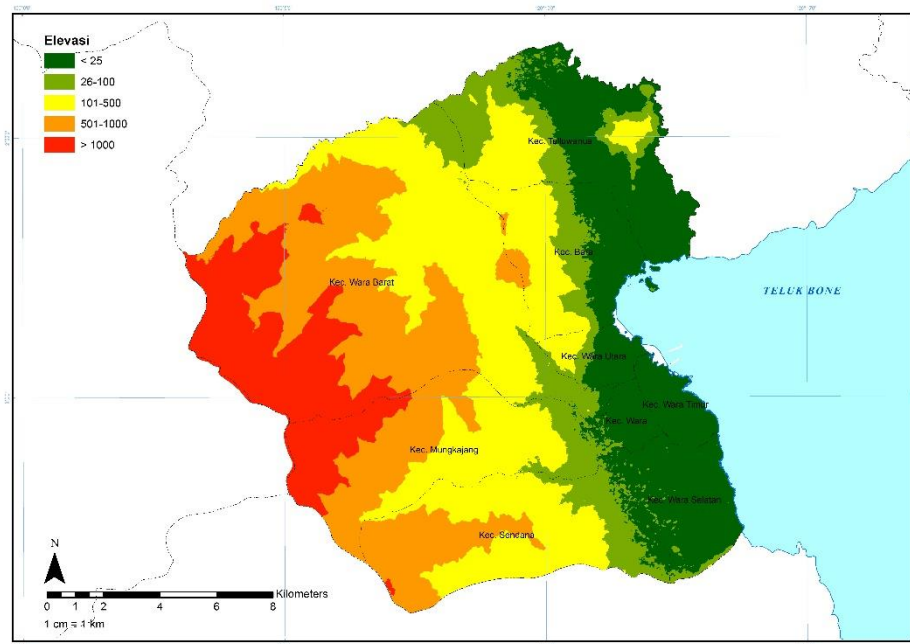 Elevasi
< 25
26-100
101-500
501-1000
> 1000
Kec. Telluwanua
Kec. Bara
TELUK BONE
Kec. Wara Barat
Kec. Wara Utara
Kec. Wara Timur
Kec. Wara
Kec. Mungkajang
Kec. Wara Selatan
Kec. Sendana
N
Kilometers
0 1 2 4 6 8
1 cm = 1 km